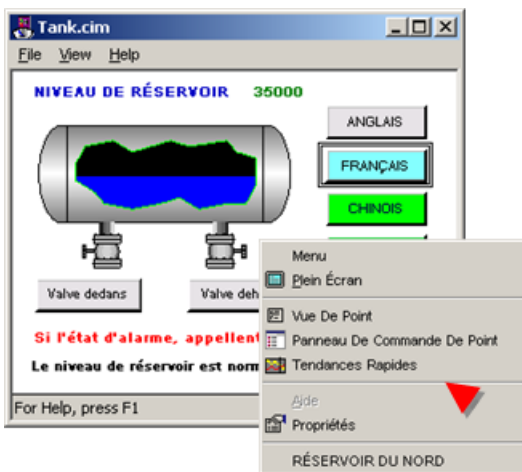 Tank.cim
File View Help
NIVEAU DE RÉSERVOIR 35000
ANGLAIS
FRANÇAIS
CHINOIS
Valve dedans
Valve deh
Si l'état d'alarme, appellent
Le niveau de réservoir est norm
For Help, press F1
Menu
Plein Écran
Vue De Point
Panneau De Commande De Point
Tendances Rapides
Aide
Propriétés
RÉSERVOIR DU NORD